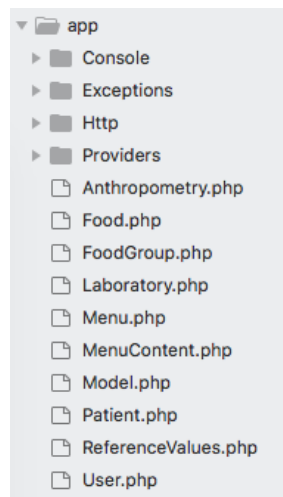 app
Console
Exceptions
Http
Providers
Anthropometry.php
Food.php
FoodGroup.php
Laboratory.php
Menu.php
MenuContent.php
Model.php
Patient.php
ReferenceValues.php
User.php